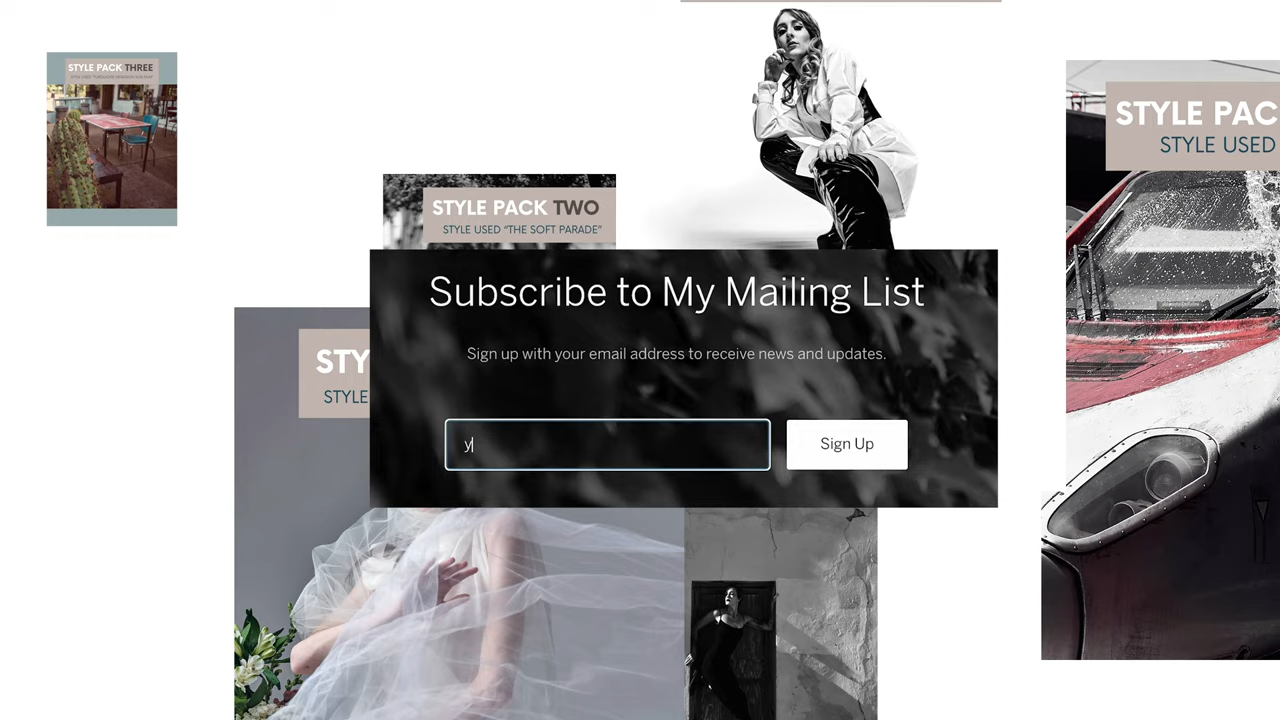 STYLE PACK THREE
STYLE PACK TWO
STYLE USED “THE SOFT PARADE”
STYLE PAC
STYLE USED
Subscribe to My Mailing List
Sign up with your email address to receive news and updates.
STY
STYLE
y
Sign Up